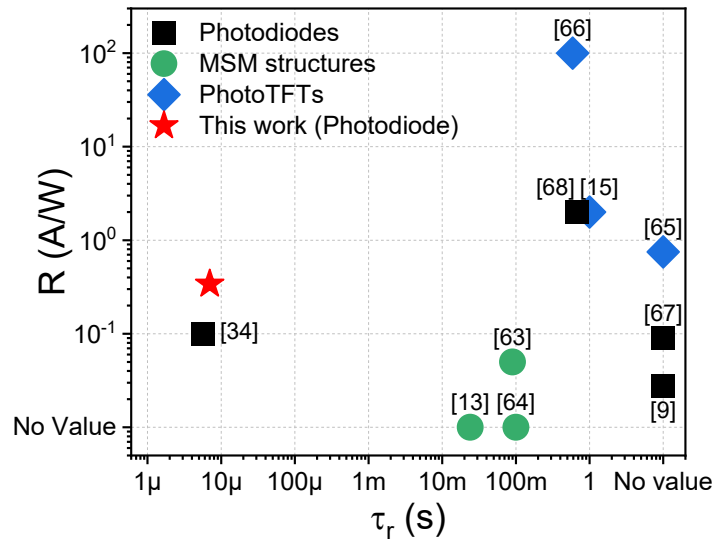 Photodiodes
MSM structures
PhotoTFTs
This work (Photodiode)
[66]
[68] [15]
[65]
[67]
[34]
[63]
[13] [64]
[9]
R (A/W)
10²
10¹
10⁰
10⁻¹
No Value
1µ 10µ 100µ 1m 10m 100m 1 No value
τᵣ (s)